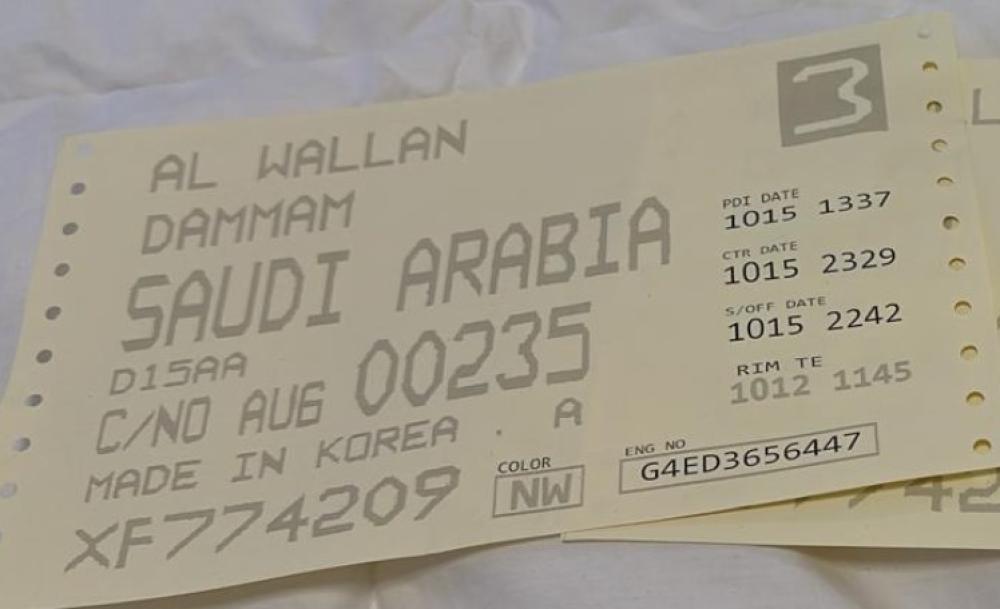 AL WALLAN
DAMMAM
SAUDI ARABIA
D15AA
C/NO AUG 00235
MADE IN KOREA . A
XF774209
3
PDI DATE
1015 1337
CTR DATE
1015 2329
S/OFF DATE
1015 2242
RIM TE
1012 1145
COLOR
NW
ENG NO
G4ED3656447
L
742